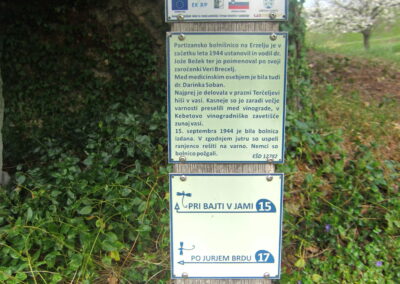 Partizansko bolnišnico na Erzelju je v
začetku leta 1944 ustanovil in vodil dr.
Jože Bežek ter jo poimenoval po svoji
zaročenki Veri Brecelj.
Med medicinskim osebjem je bila tudi
dr. Darinka Soban.
Najprej je delovala v prazni Terčeljevi
hiši v vasi. Kasneje so jo zaradi večje
varnosti preselili med vinograde, v
Kebetovo vinogradniško zavetišče
zunaj vasi.
15. septembra 1944 je bila bolnica
izdana. V zgodnjem jutru so uspeli
ranjence rešiti na varno. Nemci so
bolnico požgali.
EŠD 12797
PRI BAJTI V JAMI 15
PO JURJEM BRDU 17